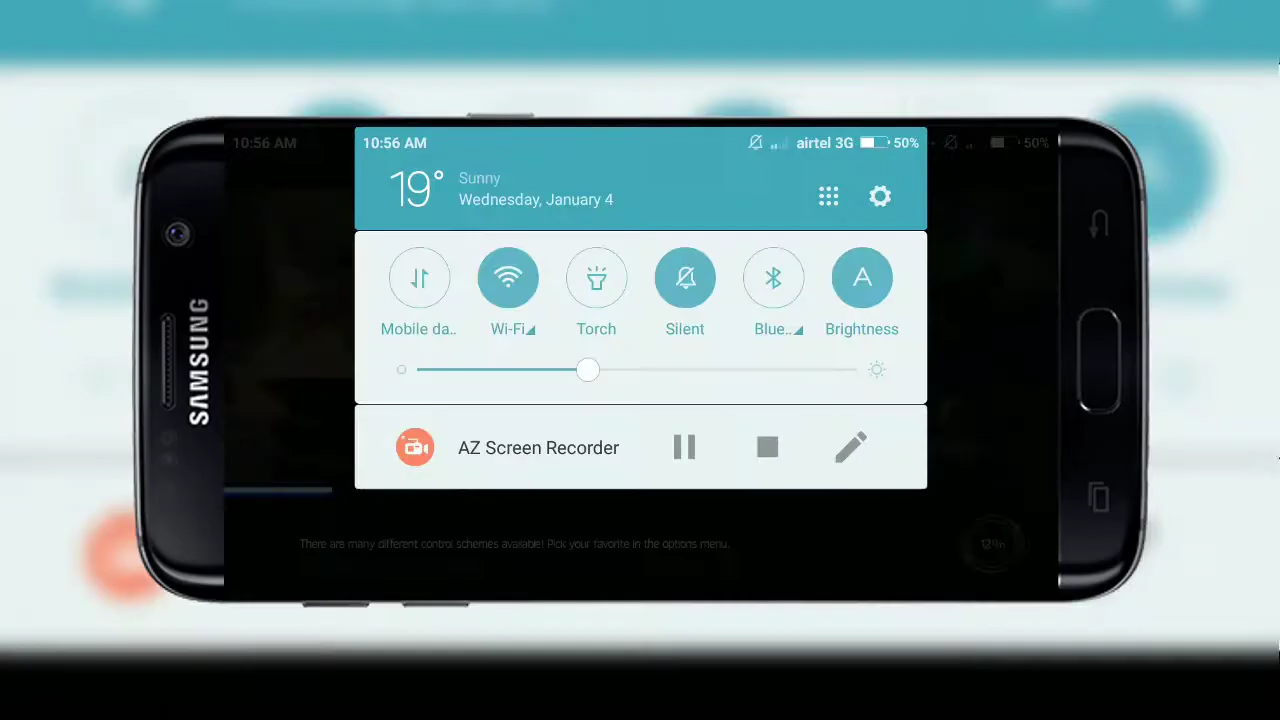 10:56 AM
10:56 AM
airtel 3G
50%
50%
19°
Sunny
Wednesday, January 4
Mobile da..
Wi-Fi
Torch
Silent
Blue..
Brightness
SAMSUNG
AZ Screen Recorder
There are many different control schemes available! Pick your favorite in the options menu.
12%